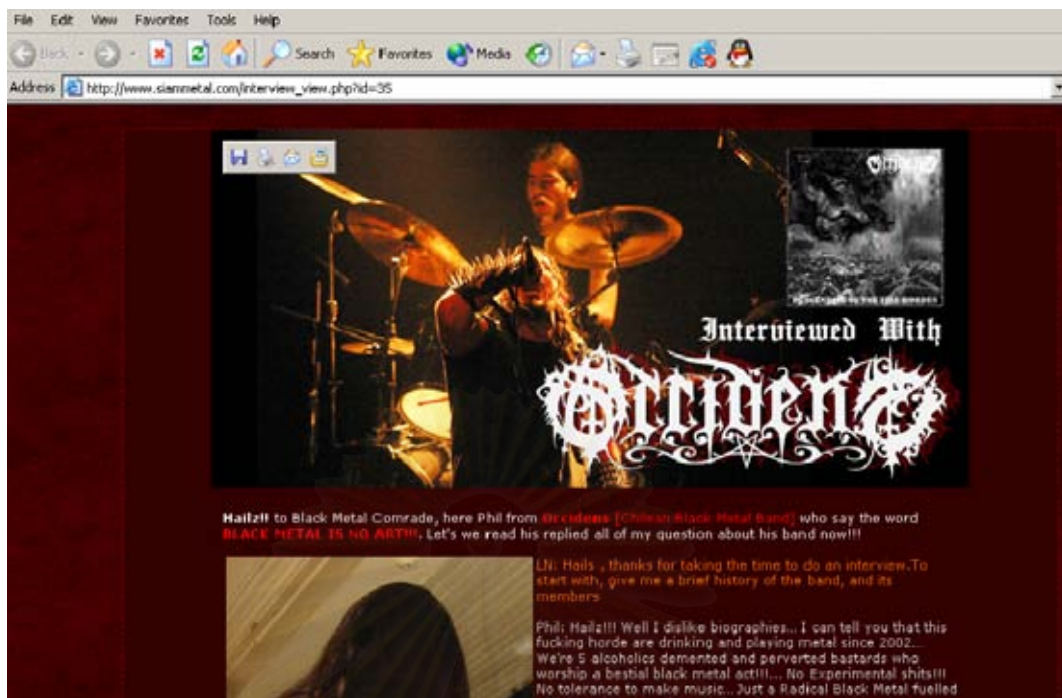 File Edit View Favorites Tools Help
Back Search Favorites Media
Address http://www.siammetal.com/interview_view.php?id=35
Interviewed With
Occidens
Hailz!! to Black Metal Comrade, here Phil from Occidens [Chilean Black Metal Band] who say the word
BLACK METAL IS NO ART!!!. Let's we read his replied all of my question about his band now!!!
LN: Hails , thanks for taking the time to do an interview.To
start with, give me a brief history of the band, and its
members
Phil: Hailz!!! Well I dislike biographies... I can tell you that this
fucking horde are drinking and playing metal since 2002...
We're 5 alcoholics demented and perverted bastards who
worship a bestial black metal act!!!... No Experimental shits!!!
No tolerance to make music... Just a Radical Black Metal fuelled